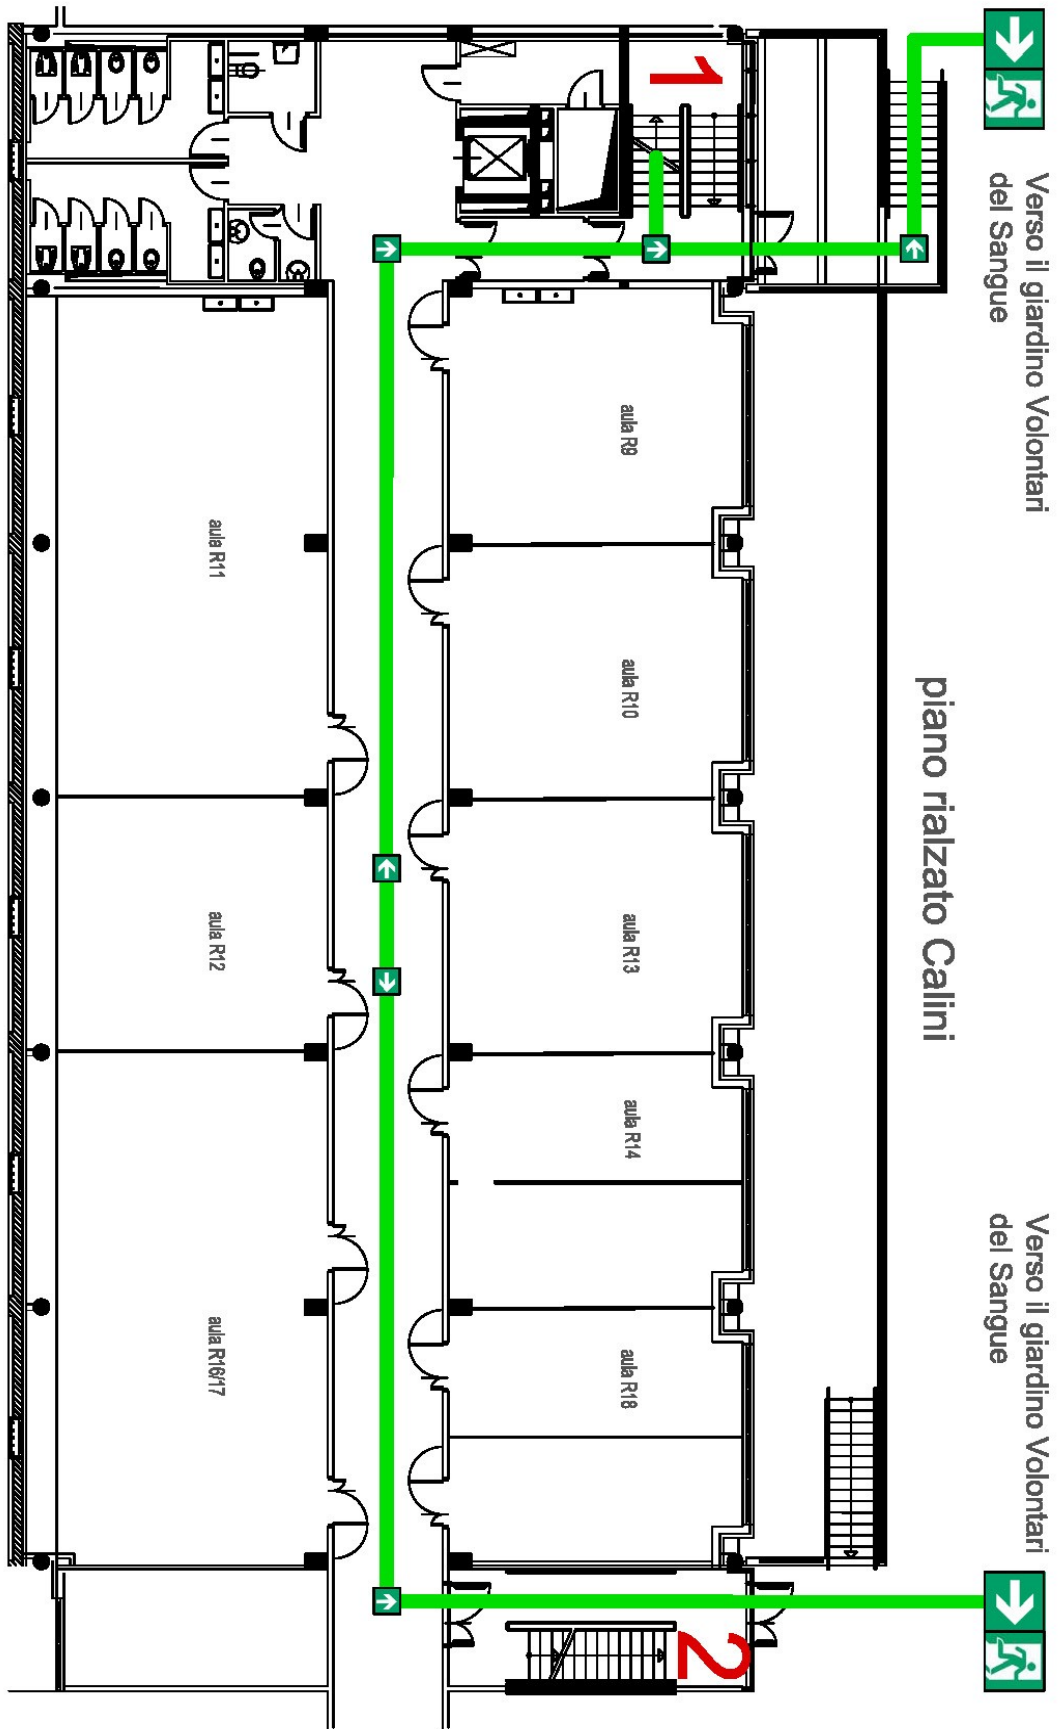 Verso il giardino Volontari
del Sangue
Verso il giardino Volontari
del Sangue
piano rialzato Calini
1
aula R9
aula R10
aula R13
aula R14
aula R18
2
aula R11
aula R12
aula R16/17